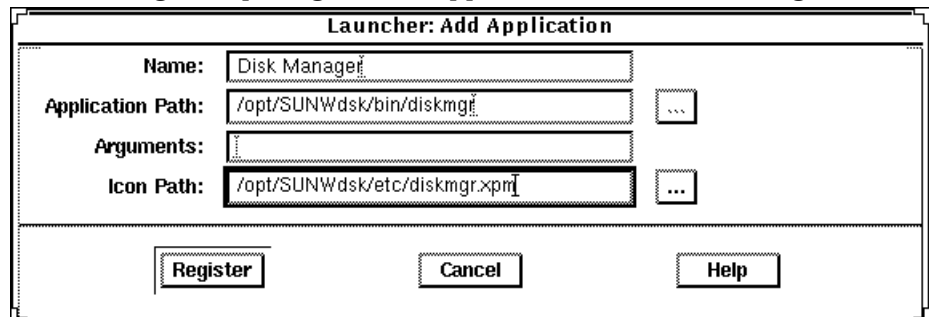 Launcher: Add Application
Name: Disk Manager
Application Path: /opt/SUNWdsk/bin/diskmgr ...
Arguments:
Icon Path: /opt/SUNWdsk/etc/diskmgr.xpm ...
Register Cancel Help